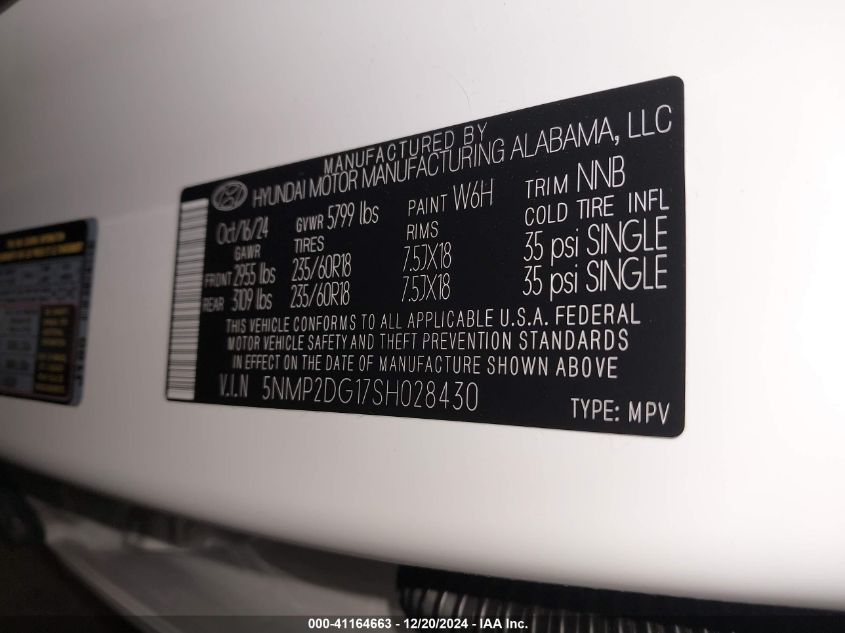 MANUFACTURED BY
HYUNDAI MOTOR MANUFACTURING ALABAMA, LLC
Oct/16/24 GVWR 5799 lbs PAINT W6H TRIM NNB
GAWR TIRES RIMS COLD TIRE INFL
FRONT 2955 lbs 235/60R18 7.5JX18 35 psi SINGLE
REAR 3109 lbs 235/60R18 7.5JX18 35 psi SINGLE
THIS VEHICLE CONFORMS TO ALL APPLICABLE U.S.A. FEDERAL
MOTOR VEHICLE SAFETY AND THEFT PREVENTION STANDARDS
IN EFFECT ON THE DATE OF MANUFACTURE SHOWN ABOVE
V.I.N 5NMP2DG17SH028430
TYPE: MPV
000-41164663 - 12/20/2024 - IAA Inc.